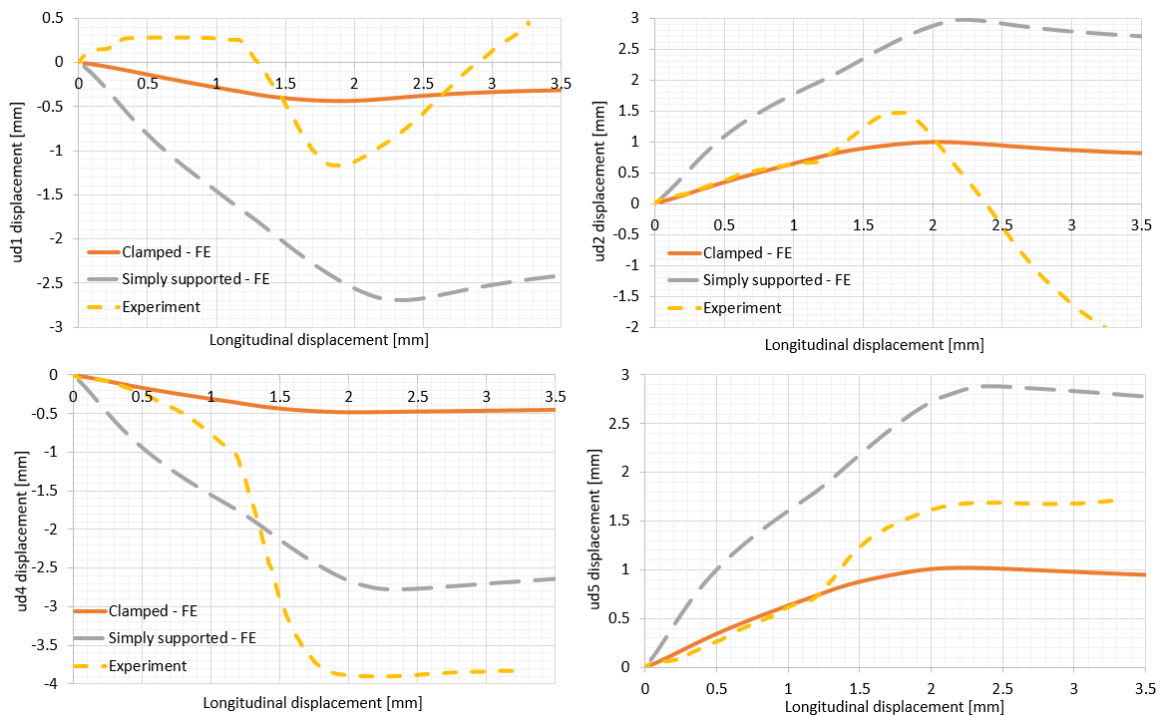 ud1 displacement [mm]
0.5
0
-0.5
-1
-1.5
-2
-2.5
-3
0 0.5 1 1.5 2 2.5 3 3.5
Clamped - FE
Simply supported - FE
Experiment
Longitudinal displacement [mm]
ud2 displacement [mm]
3
2.5
2
1.5
1
0.5
0
-0.5
-1
-1.5
-2
0 0.5 1 1.5 2 2.5 3 3.5
Clamped - FE
Simply supported - FE
Experiment
Longitudinal displacement [mm]
ud4 displacement [mm]
0
-0.5
-1
-1.5
-2
-2.5
-3
-3.5
-4
0 0.5 1 1.5 2 2.5 3 3.5
Clamped - FE
Simply supported - FE
Experiment
Longitudinal displacement [mm]
ud5 displacement [mm]
3
2.5
2
1.5
1
0.5
0
0 0.5 1 1.5 2 2.5 3 3.5
Clamped - FE
Simply supported - FE
Experiment
Longitudinal displacement [mm]